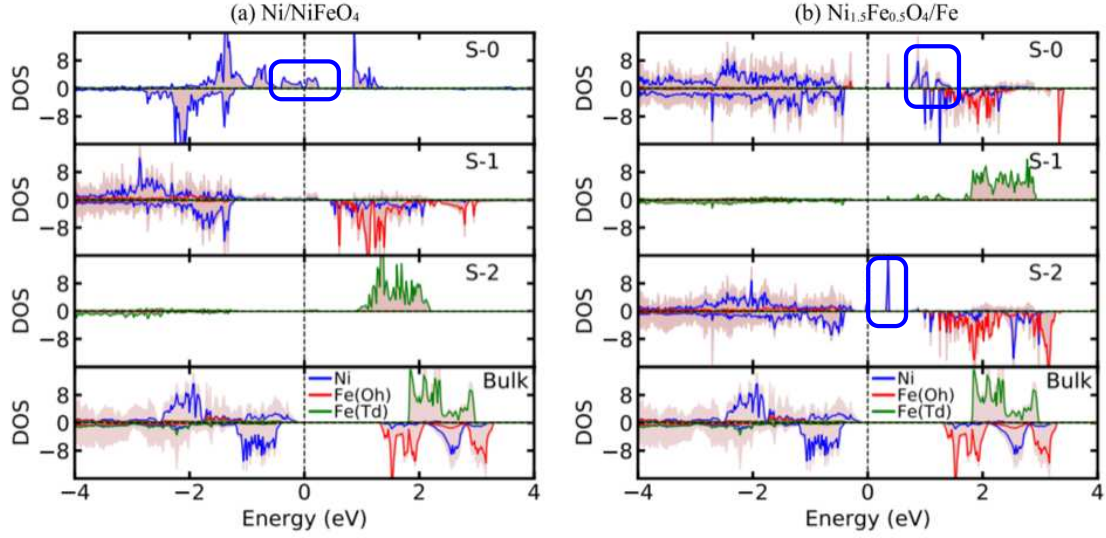 (a) Ni/NiFeO₄
(b) Ni₁.₅Fe₀.₅O₄/Fe
DOS
8
0
−8
S-0
DOS
8
0
−8
S-0
DOS
8
0
−8
S-1
DOS
8
0
−8
S-1
DOS
8
0
−8
S-2
DOS
8
0
−8
S-2
DOS
8
0
−8
Ni
Fe(Oh)
Fe(Td)
Bulk
DOS
8
0
−8
Ni
Fe(Oh)
Fe(Td)
Bulk
−4 −2 0 2 4
−4 −2 0 2 4
Energy (eV)
Energy (eV)